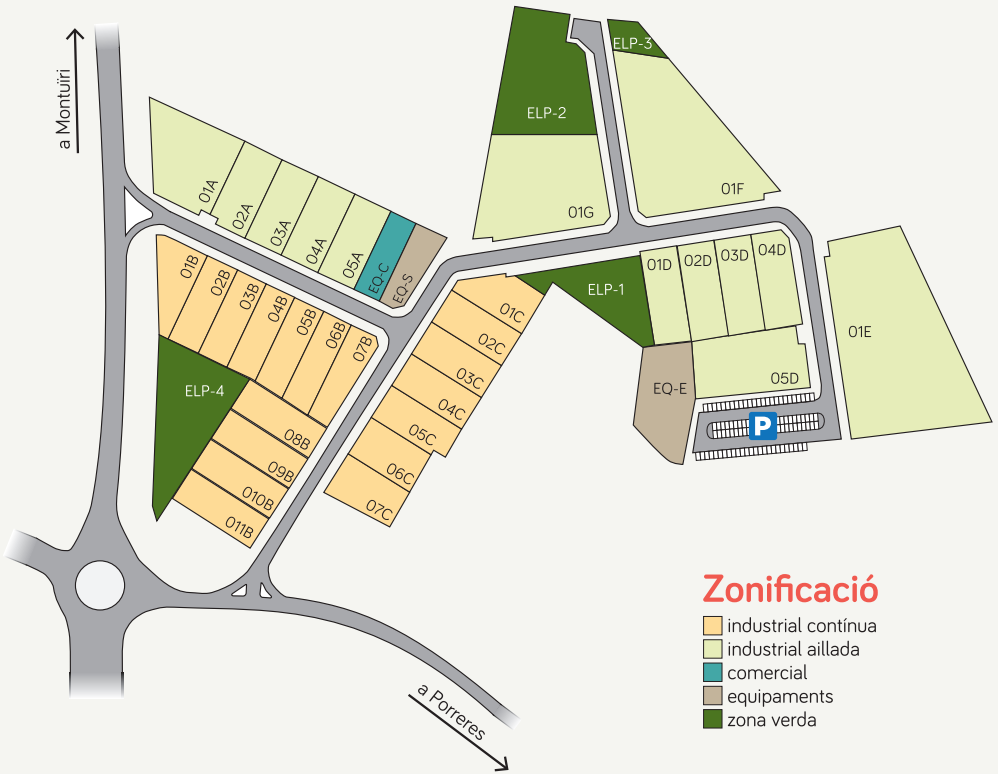 a Montuïri
ELP-3
ELP-2
01A
02A
03A
04A
05A
EQ-C
EQ-S
01G
01F
01B
02B
03B
04B
05B
06B
07B
01C
02C
03C
04C
05C
06C
07C
ELP-1
01D
02D
03D
04D
05D
01E
EQ-E
P
ELP-4
08B
09B
010B
011B
Zonificació
industrial contínua
industrial aillada
comercial
equipaments
zona verda
a Porreres